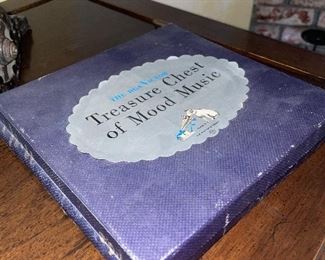 THE RCA VICTOR
Treasure Chest
of Mood Music